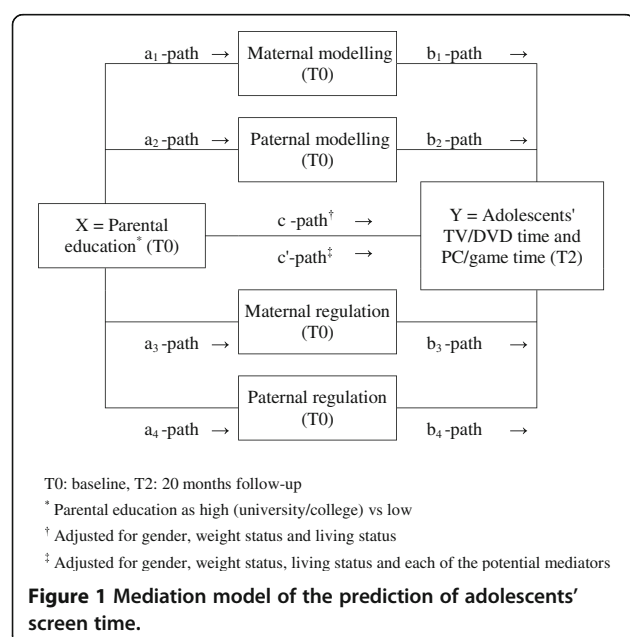 a₁-path → Maternal modelling (T0) b₁-path →
a₂-path → Paternal modelling (T0) b₂-path →
X = Parental education* (T0)
c -path† →
c'-path‡ →
Y = Adolescents' TV/DVD time and PC/game time (T2)
a₃-path → Maternal regulation (T0) b₃-path →
a₄-path → Paternal regulation (T0) b₄-path →
T0: baseline, T2: 20 months follow-up
* Parental education as high (university/college) vs low
† Adjusted for gender, weight status and living status
‡ Adjusted for gender, weight status, living status and each of the potential mediators
Figure 1 Mediation model of the prediction of adolescents'
screen time.